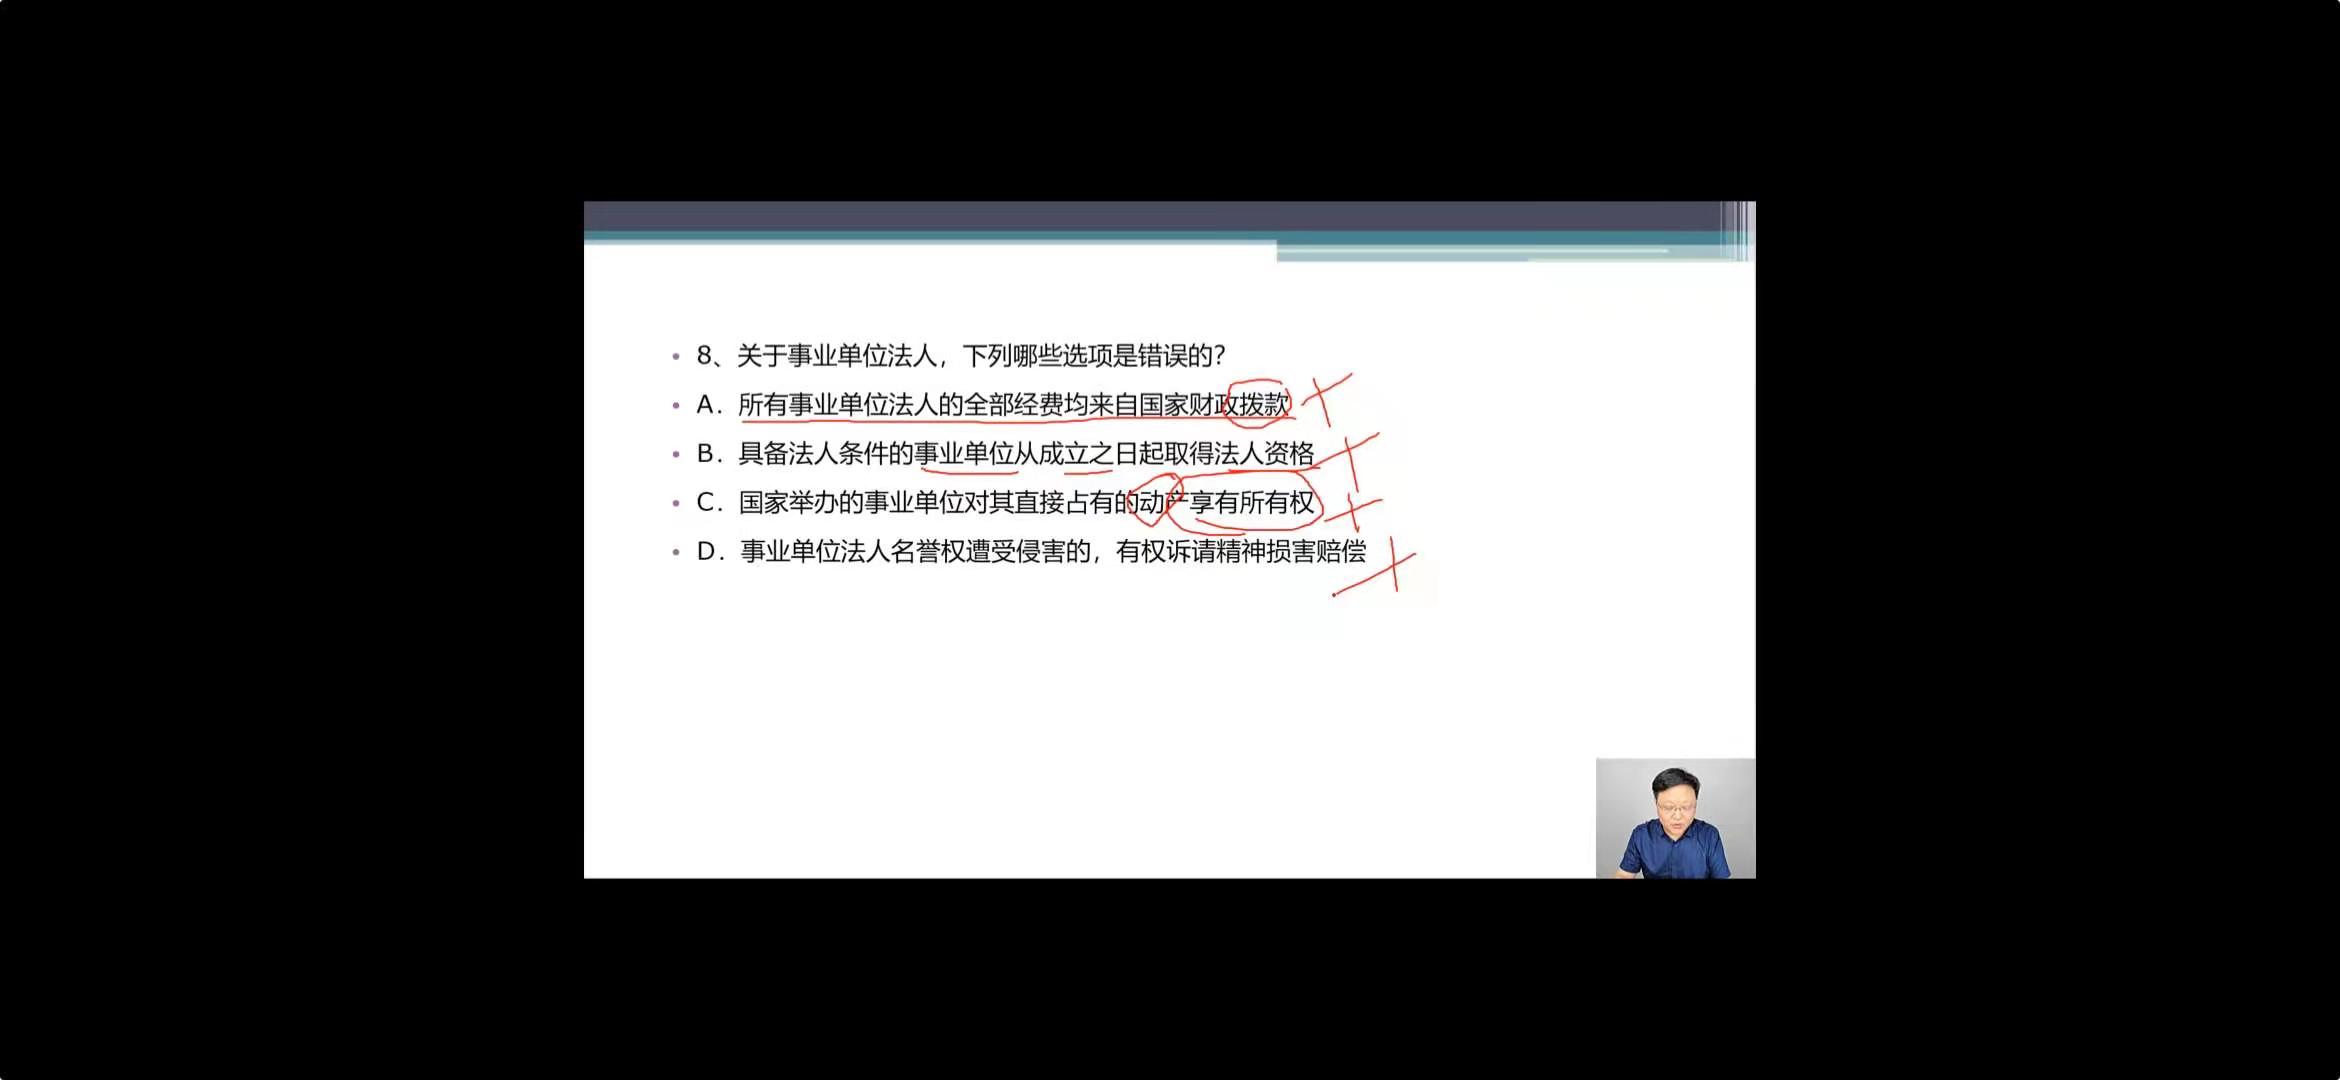 8、关于事业单位法人，下列哪些选项是错误的？
A．所有事业单位法人的全部经费均来自国家财政拨款
B．具备法人条件的事业单位从成立之日起取得法人资格
C．国家举办的事业单位对其直接占有的动产享有所有权
D．事业单位法人名誉权遭受侵害的，有权诉请精神损害赔偿